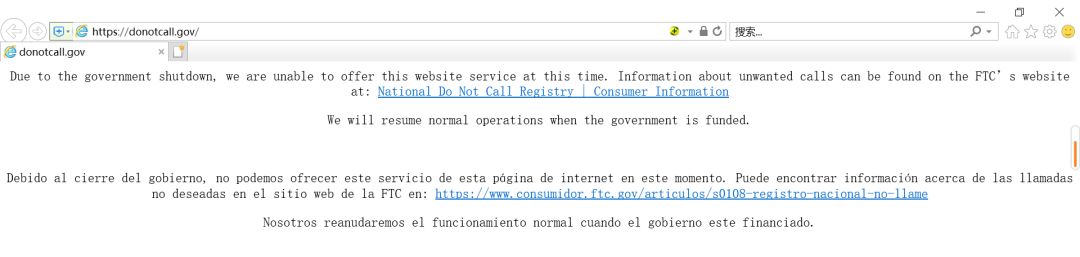 https://donotcall.gov/
搜索...
donotcall.gov
Due to the government shutdown, we are unable to offer this website service at this time. Information about unwanted calls can be found on the FTC's website
at: National Do Not Call Registry | Consumer Information
We will resume normal operations when the government is funded.
Debido al cierre del gobierno, no podemos ofrecer este servicio de esta página de internet en este momento. Puede encontrar información acerca de las llamadas
no deseadas en el sitio web de la FTC en: https://www.consumidor.ftc.gov/articulos/s0108-registro-nacional-no-llame
Nosotros reanudaremos el funcionamiento normal cuando el gobierno este financiado.